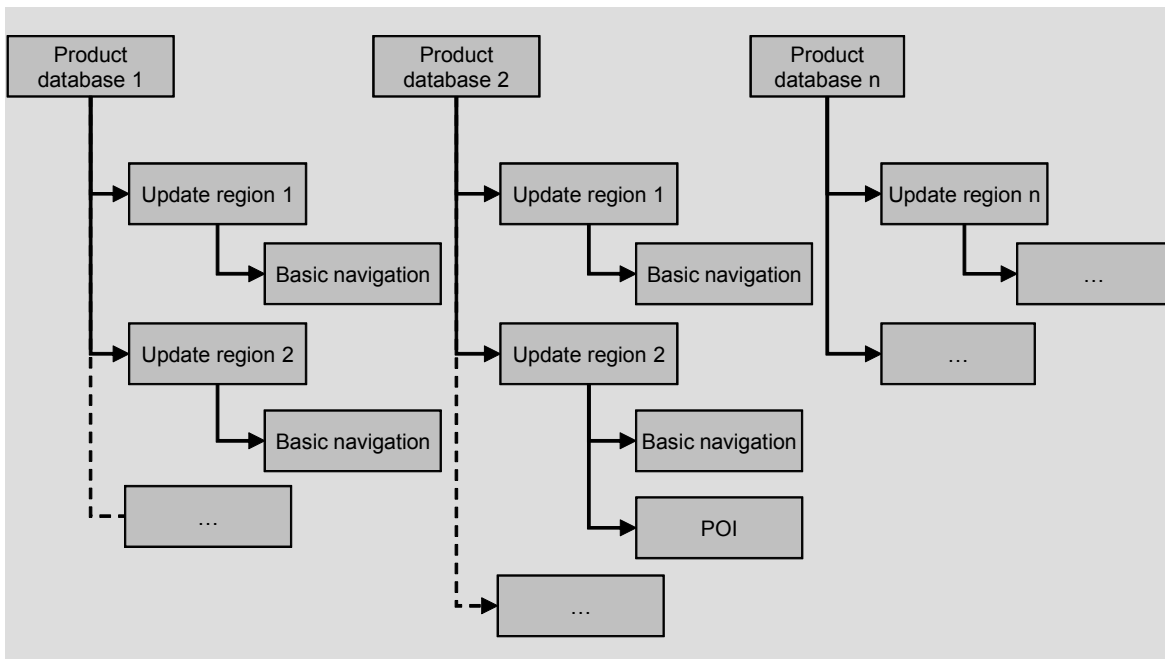 Product
database 1
Update region 1
Basic navigation
Update region 2
Basic navigation
…
Product
database 2
Update region 1
Basic navigation
Update region 2
Basic navigation
POI
…
Product
database n
Update region n
…
…